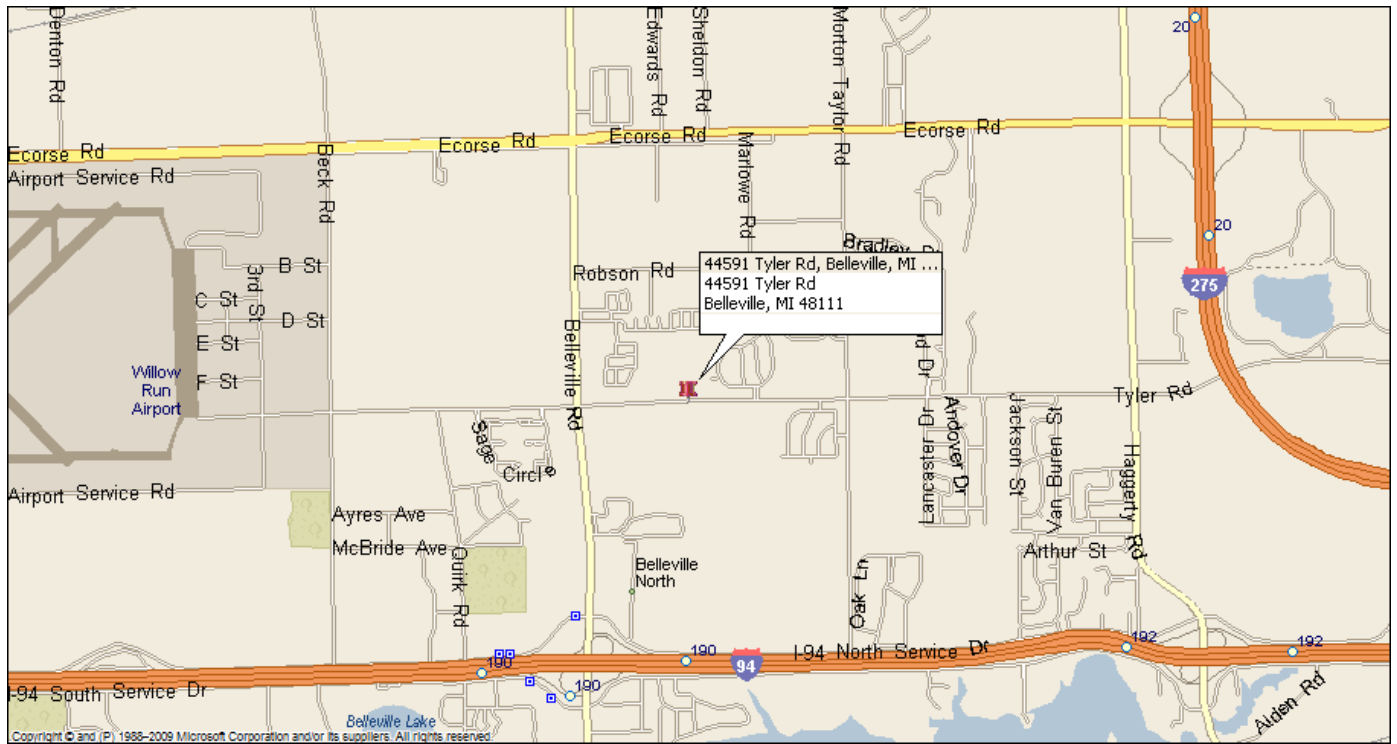 20
Denton Rd
Edwards Rd
Sheldon Rd
Morton Taylor Rd
Ecorse Rd
Ecorse Rd
Ecorse Rd
Ecorse Rd
Airport Service Rd
Beck Rd
Manlowe Rd
20
Bradley
B St
3rd St
Robson Rd
44591 Tyler Rd, Belleville, MI ...
44591 Tyler Rd
Belleville, MI 48111
275
C St
D St
E St
F St
Willow
Run
Airport
Belleville Rd
Dr
Tyler Rd
Sage
Circle
Lancaster Dr
Andover Dr
Jackson St
Van Buren St
Haggerty Rd
Airport Service Rd
Ayres Ave
McBride Ave
Quirk Rd
Arthur St
Belleville
North
Oak Ln
192
192
190
190
94
I-94 North Service Dr
190
I-94 South Service Dr
Aiden Rd
Belleville Lake
Copyright © and (P) 1988–2009 Microsoft Corporation and/or its suppliers. All rights reserved.